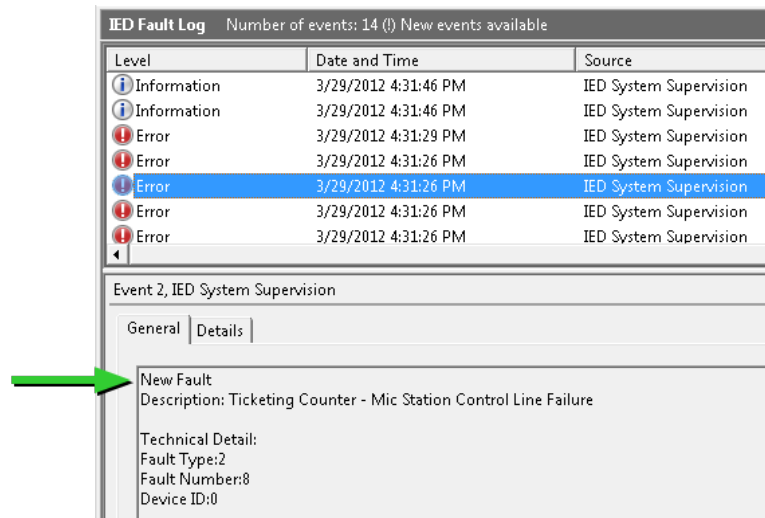 IED Fault Log Number of events: 14 (!) New events available
Level Date and Time Source
Information 3/29/2012 4:31:46 PM IED System Supervision
Information 3/29/2012 4:31:46 PM IED System Supervision
Error 3/29/2012 4:31:29 PM IED System Supervision
Error 3/29/2012 4:31:26 PM IED System Supervision
Error 3/29/2012 4:31:26 PM IED System Supervision
Error 3/29/2012 4:31:26 PM IED System Supervision
Error 3/29/2012 4:31:26 PM IED System Supervision
Event 2, IED System Supervision
General Details
New Fault
Description: Ticketing Counter - Mic Station Control Line Failure
Technical Detail:
Fault Type:2
Fault Number:8
Device ID:0